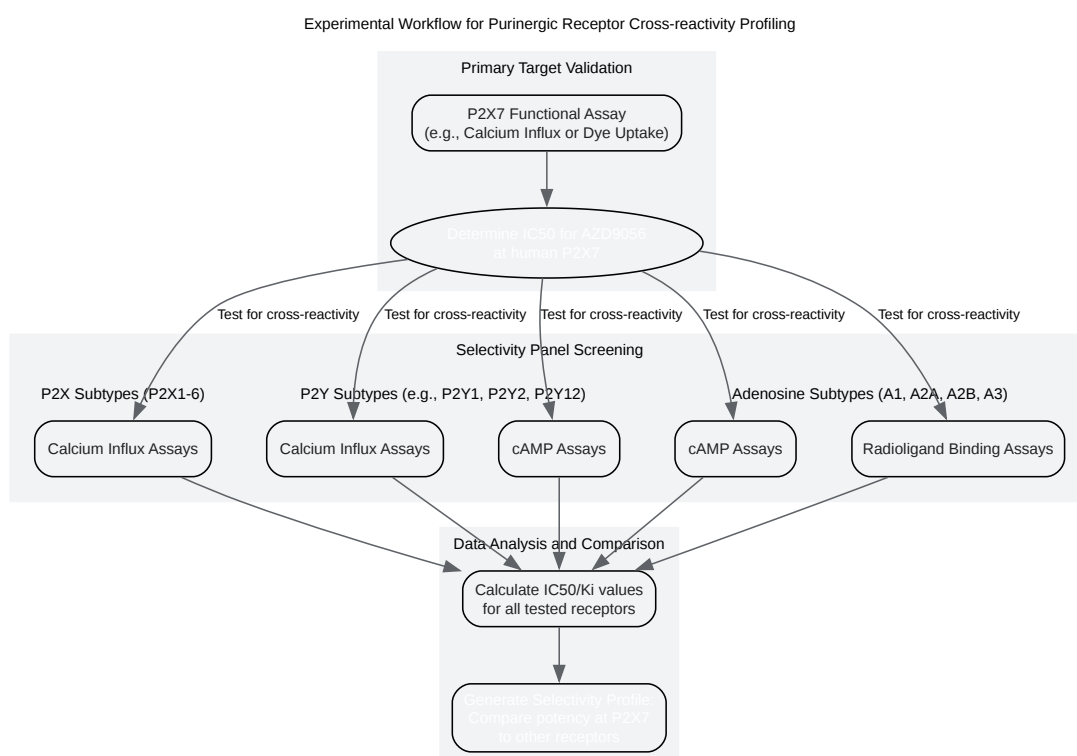 Experimental Workflow for Purinergic Receptor Cross-reactivity Profiling
Primary Target Validation
P2X7 Functional Assay
(e.g., Calcium Influx or Dye Uptake)
Determine IC50 for AZD9056
at human P2X7
Test for cross-reactivity
Test for cross-reactivity
Test for cross-reactivity
Test for cross-reactivity
Test for cross-reactivity
Selectivity Panel Screening
P2X Subtypes (P2X1-6)
P2Y Subtypes (e.g., P2Y1, P2Y2, P2Y12)
Adenosine Subtypes (A1, A2A, A2B, A3)
Calcium Influx Assays
Calcium Influx Assays
cAMP Assays
cAMP Assays
Radioligand Binding Assays
Data Analysis and Comparison
Calculate IC50/Ki values
for all tested receptors
Generate Selectivity Profile:
Compare potency at P2X7
to other receptors